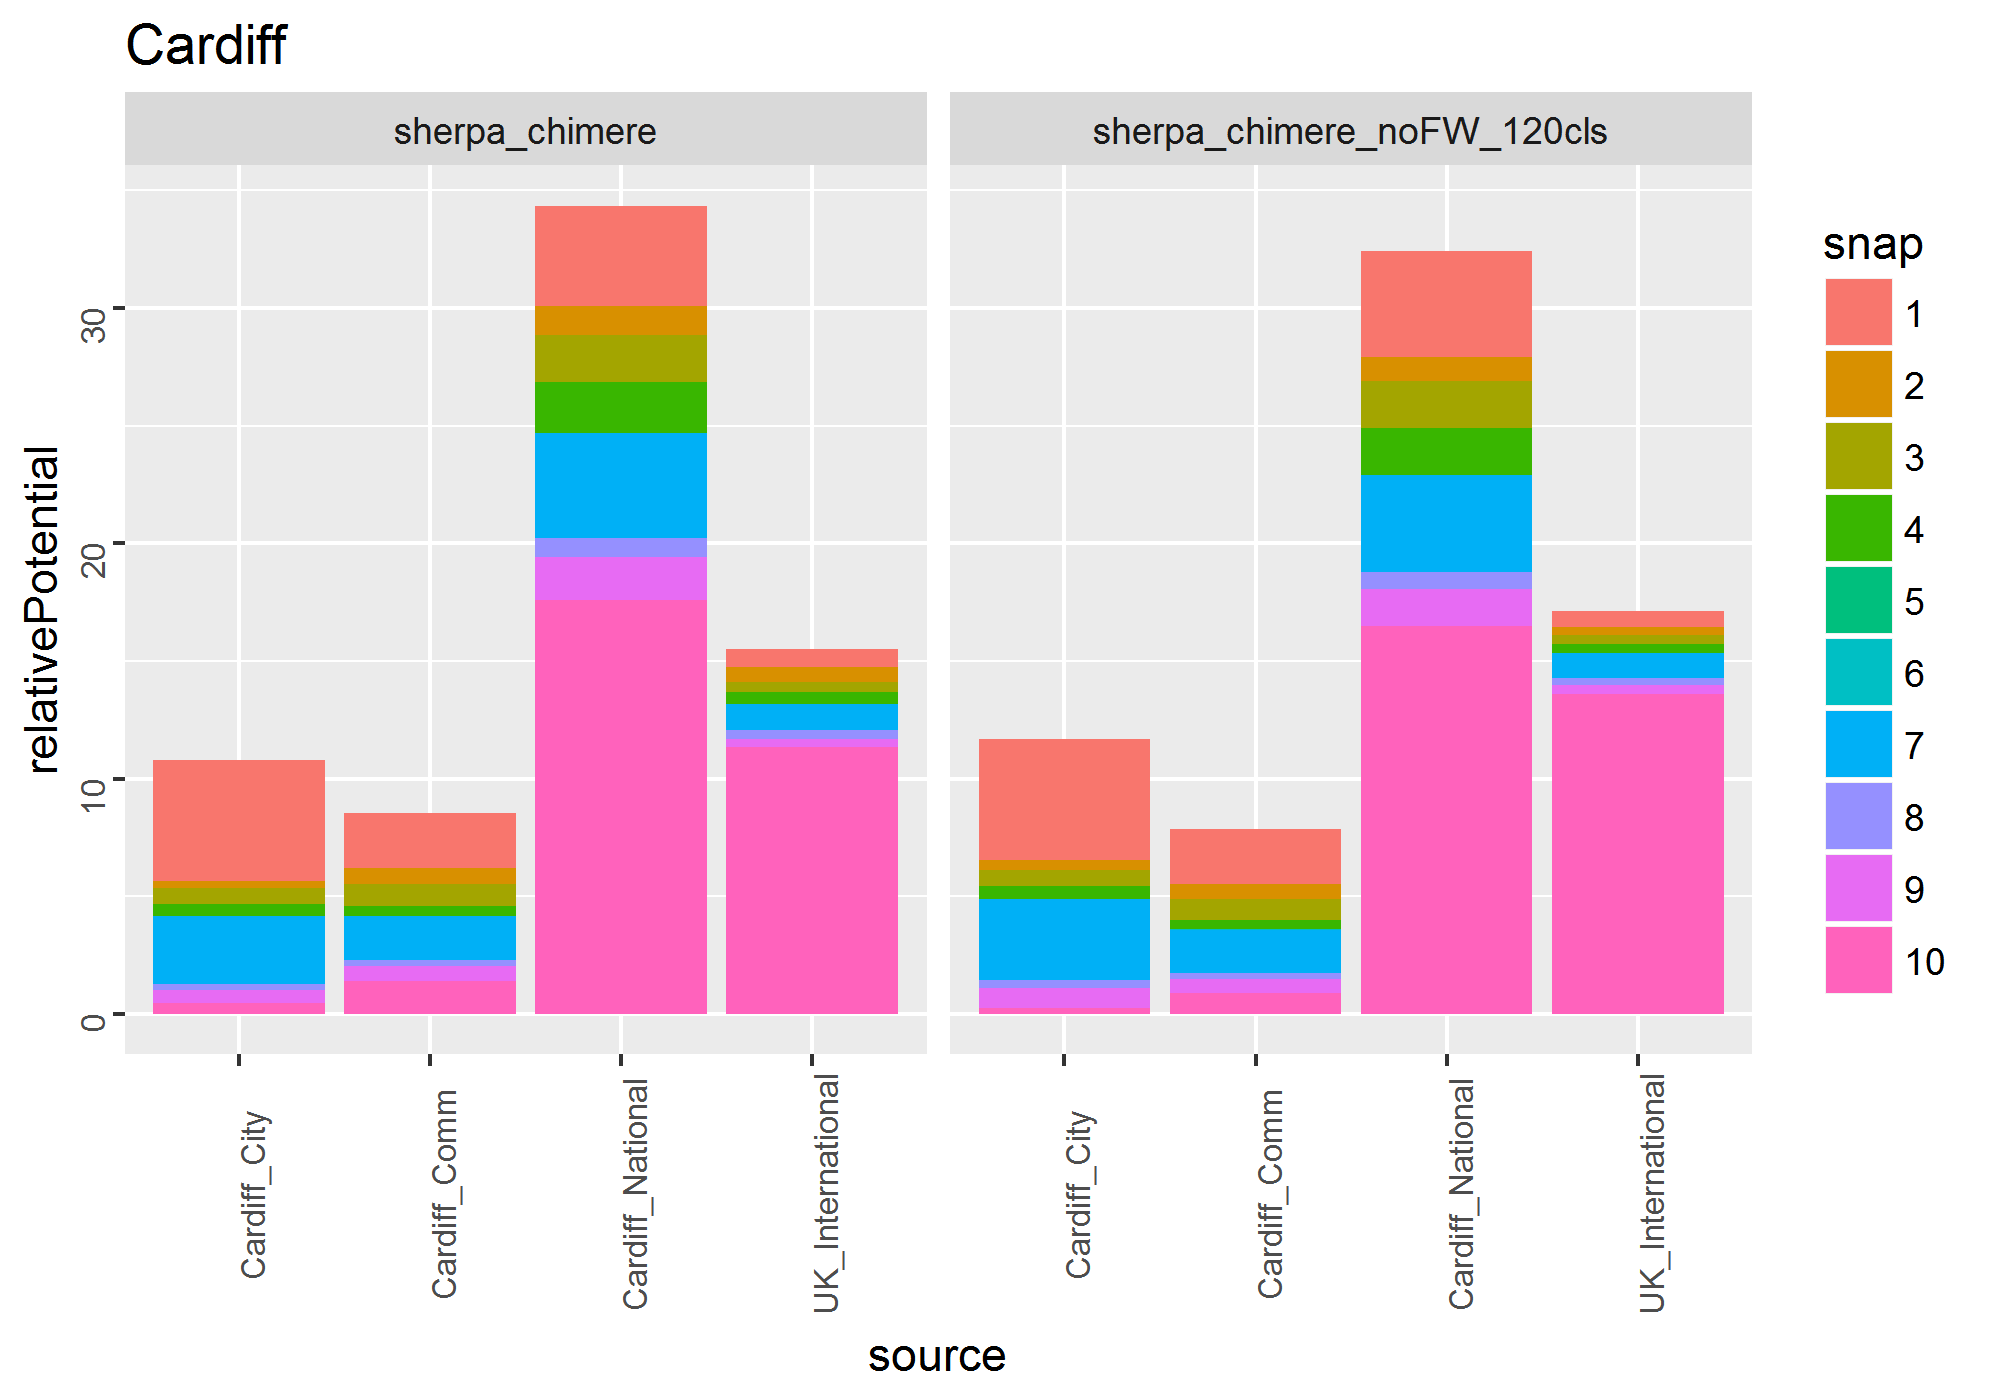 Cardiff
sherpa_chimere
sherpa_chimere_noFW_120cls
relativePotential
30
20
10
0
Cardiff_City
Cardiff_Comm
Cardiff_National
UK_International
Cardiff_City
Cardiff_Comm
Cardiff_National
UK_International
source
snap
1
2
3
4
5
6
7
8
9
10